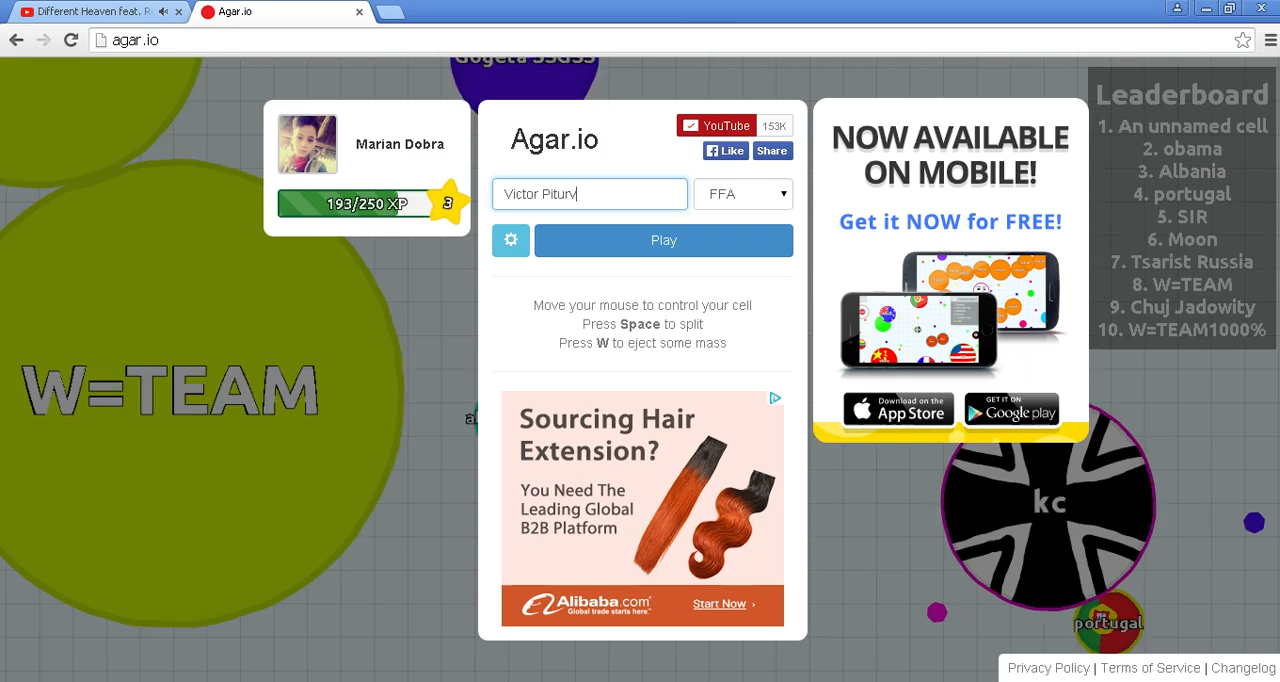 Different Heaven feat. R
Agar.io
agar.io
Gogeta SSGSS
Marian Dobra
193/250 XP
3
Agar.io
YouTube 153K
Like Share
Victor Piturv
FFA
Play
Move your mouse to control your cell
Press Space to split
Press W to eject some mass
Sourcing Hair
Extension?
You Need The
Leading Global
B2B Platform
Alibaba.com
Global trade starts here.
Start Now ›
NOW AVAILABLE
ON MOBILE!
Get it NOW for FREE!
Download on the
App Store
GET IT ON
Google play
Leaderboard
1. An unnamed cell
2. obama
3. Albania
4. portugal
5. SIR
6. Moon
7. Tsarist Russia
8. W=TEAM
9. Chuj Jadowity
10. W=TEAM1000%
W=TEAM
kc
portugal
Privacy Policy | Terms of Service | Changelog